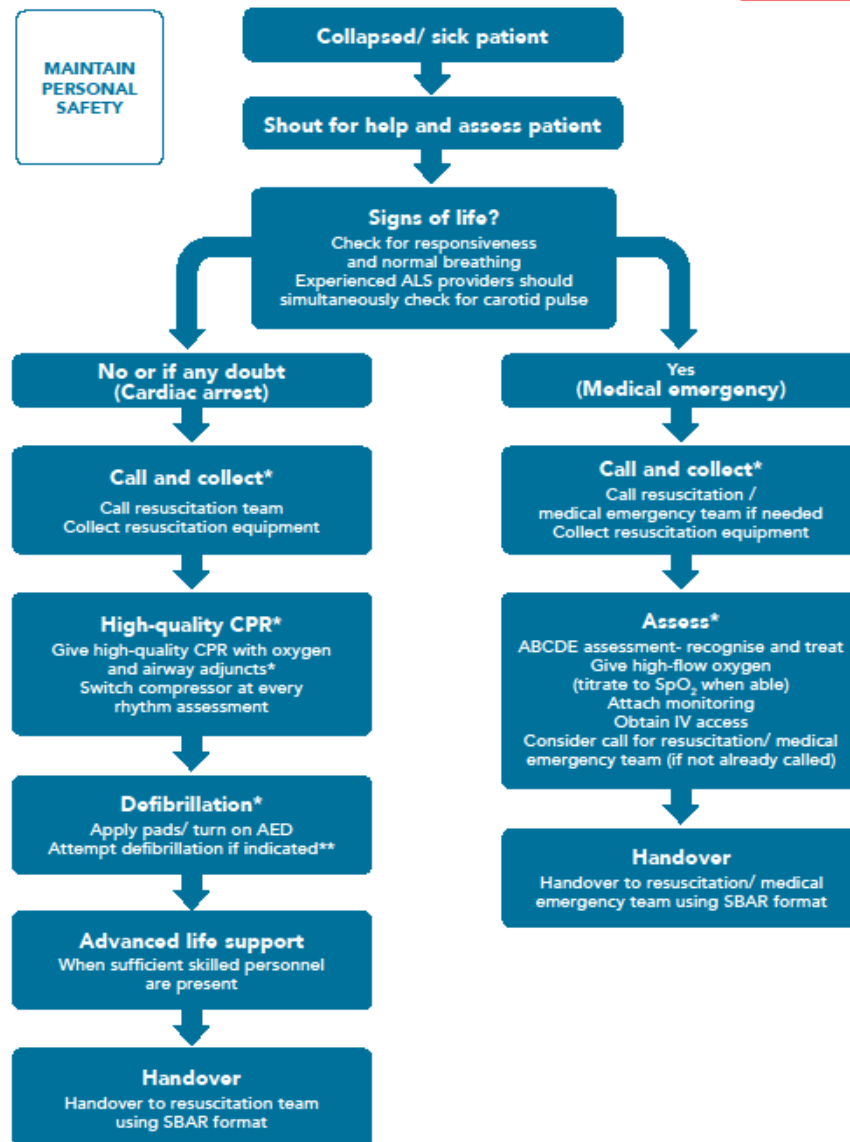 MAINTAIN
PERSONAL
SAFETY
Collapsed/ sick patient
Shout for help and assess patient
Signs of life?
Check for responsiveness
and normal breathing
Experienced ALS providers should
simultaneously check for carotid pulse
No or if any doubt
(Cardiac arrest)
Call and collect*
Call resuscitation team
Collect resuscitation equipment
High-quality CPR*
Give high-quality CPR with oxygen
and airway adjuncts*
Switch compressor at every
rhythm assessment
Defibrillation*
Apply pads/ turn on AED
Attempt defibrillation if indicated**
Advanced life support
When sufficient skilled personnel
are present
Handover
Handover to resuscitation team
using SBAR format
Yes
(Medical emergency)
Call and collect*
Call resuscitation /
medical emergency team if needed
Collect resuscitation equipment
Assess*
ABCDE assessment- recognise and treat
Give high-flow oxygen
(titrate to SpO₂ when able)
Attach monitoring
Obtain IV access
Consider call for resuscitation/ medical
emergency team (if not already called)
Handover
Handover to resuscitation/ medical
emergency team using SBAR format